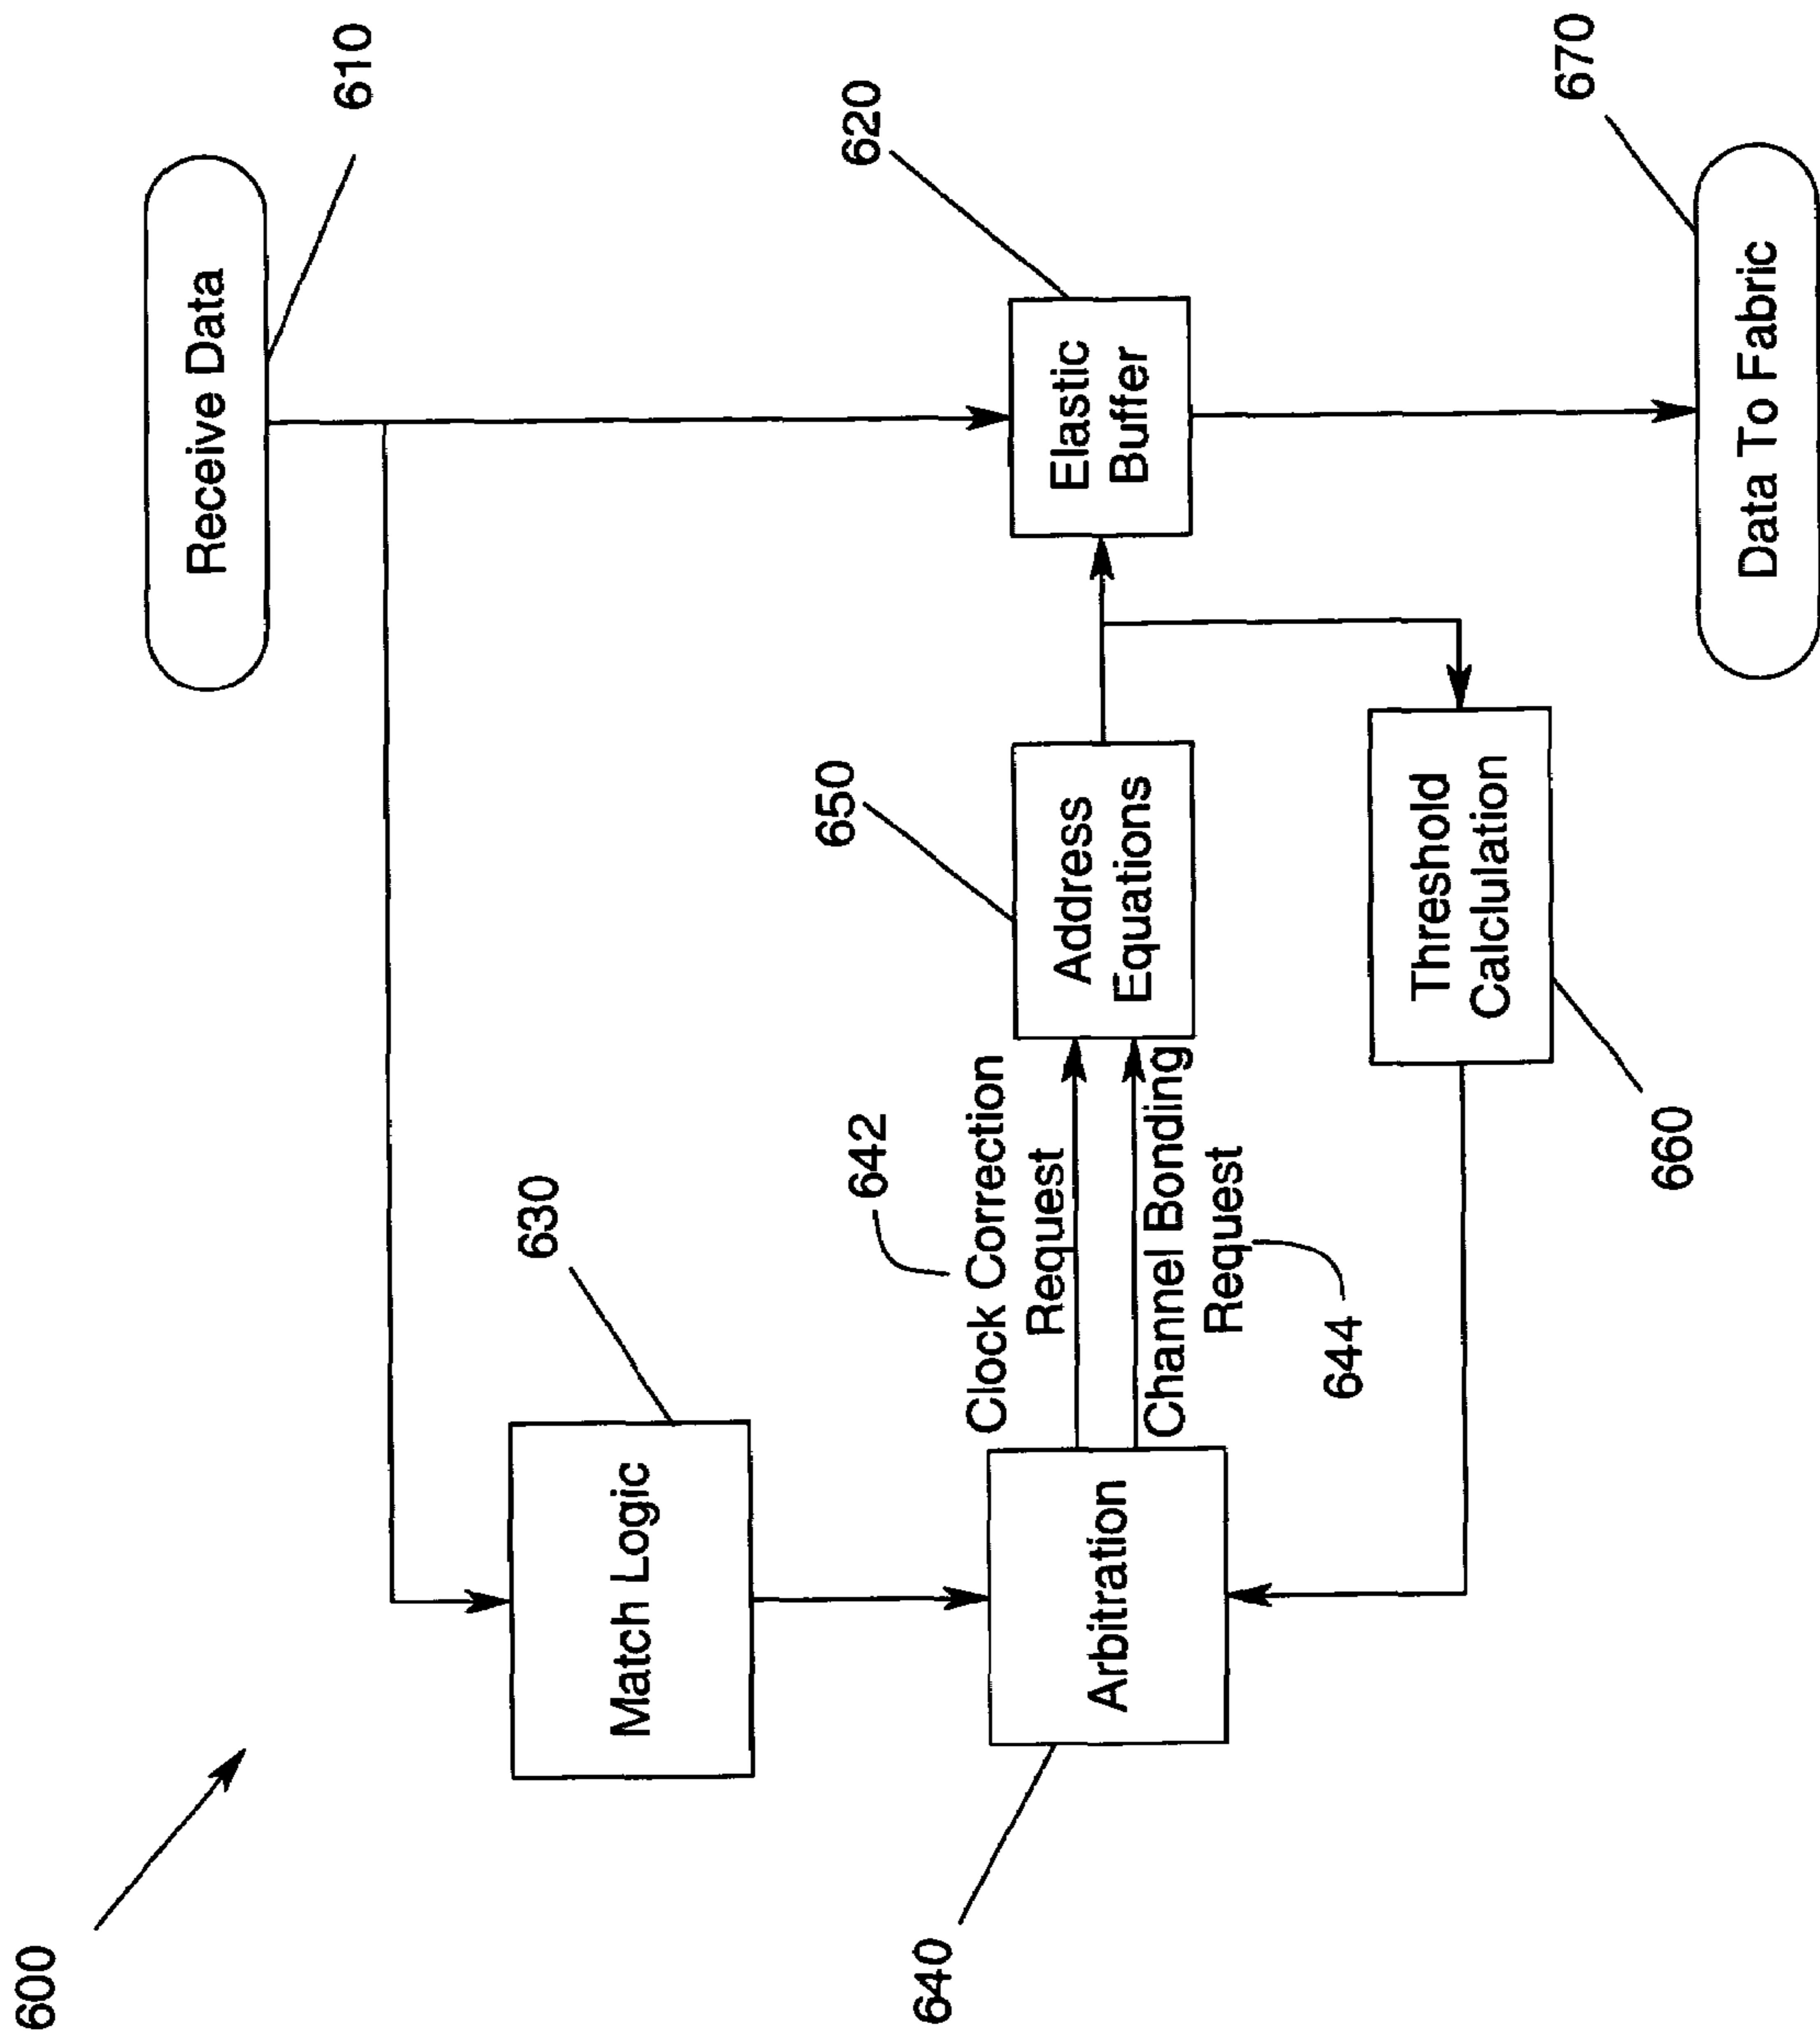 600
Receive Data
610
630
Match Logic
620
Elastic
Buffer
642
Clock Correction
Request
650
Address
Equations
640
Arbitration
Channel Bonding
Request
644
Threshold
Calclulation
660
670
Data To Fabric